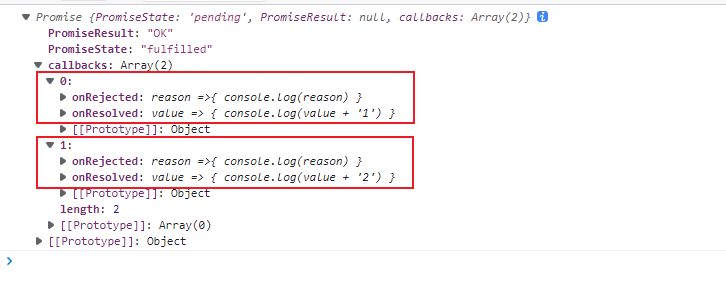 Promise {PromiseState: 'pending', PromiseResult: null, callbacks: Array(2)} i
PromiseResult: "OK"
PromiseState: "fulfilled"
callbacks: Array(2)
0:
onRejected: reason =>{ console.log(reason) }
onResolved: value => { console.log(value + '1') }
[[Prototype]]: Object
1:
onRejected: reason =>{ console.log(reason) }
onResolved: value => { console.log(value + '2') }
[[Prototype]]: Object
length: 2
[[Prototype]]: Array(0)
[[Prototype]]: Object